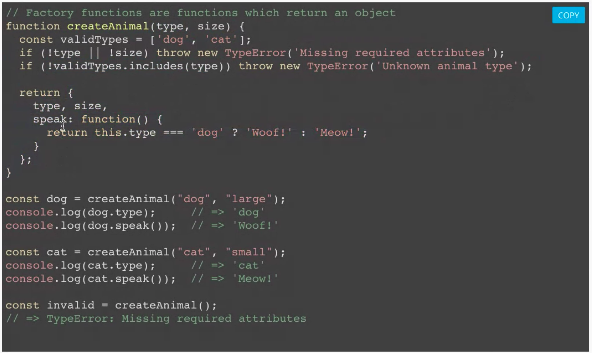 // Factory functions are functions which return an object
COPY
function createAnimal(type, size) {
  const validTypes = ['dog', 'cat'];
  if (!type || !size) throw new TypeError('Missing required attributes');
  if (!validTypes.includes(type)) throw new TypeError('Unknown animal type');

  return {
    type, size,
    speak: function() {
      return this.type === 'dog' ? 'Woof!' : 'Meow!';
    }
  };
}

const dog = createAnimal("dog", "large");
console.log(dog.type);     // => 'dog'
console.log(dog.speak());  // => 'Woof!'

const cat = createAnimal("cat", "small");
console.log(cat.type);     // => 'cat'
console.log(cat.speak());  // => 'Meow!'

const invalid = createAnimal();
// => TypeError: Missing required attributes